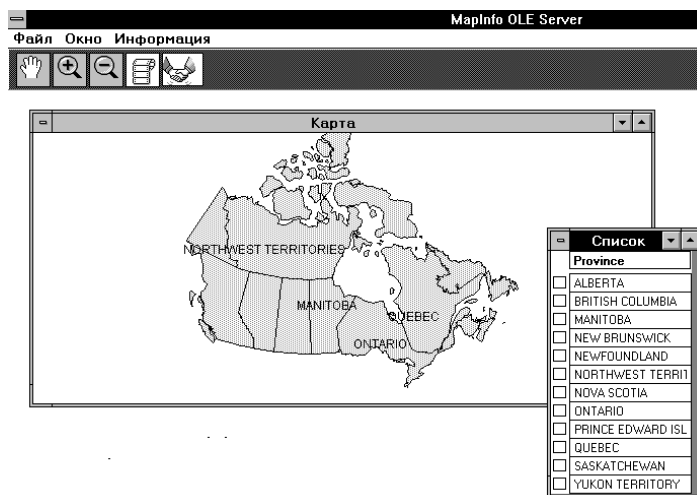 MapInfo OLE Server
Файл Окно Информация
Карта
NORTHWEST TERRITORIES
MANITOBA
QUEBEC
ONTARIO
Список
Province
ALBERTA
BRITISH COLUMBIA
MANITOBA
NEW BRUNSWICK
NEWFOUNDLAND
NORTHWEST TERRIT
NOVA SCOTIA
ONTARIO
PRINCE EDWARD ISL
QUEBEC
SASKATCHEWAN
YUKON TERRITORY